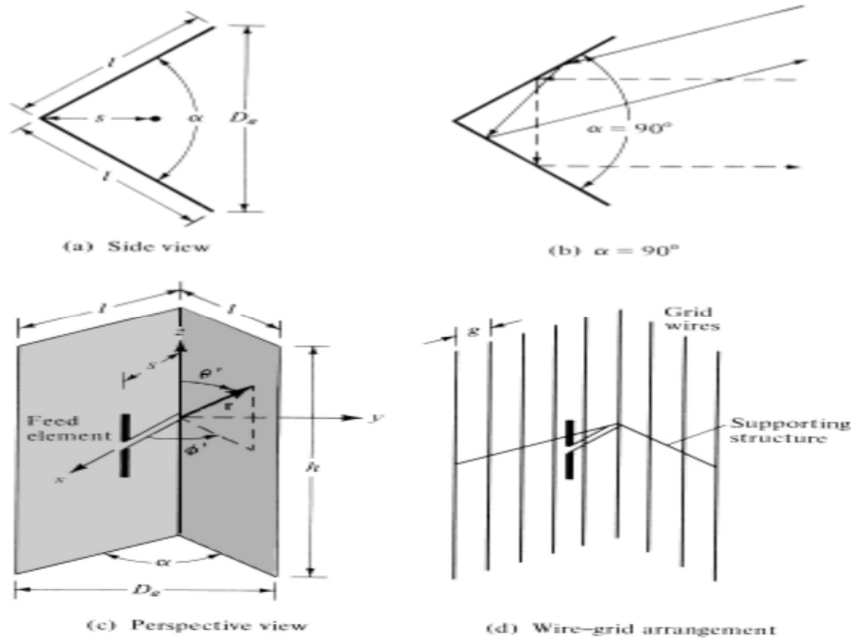 l
s
α
D_a
l
(a) Side view
α = 90°
(b) α = 90°
l
l
z
s
θ'
r
Feed
element
y
φ'
x
h
α
D_a
(c) Perspective view
Grid
wires
g
Supporting
structure
(d) Wire-grid arrangement